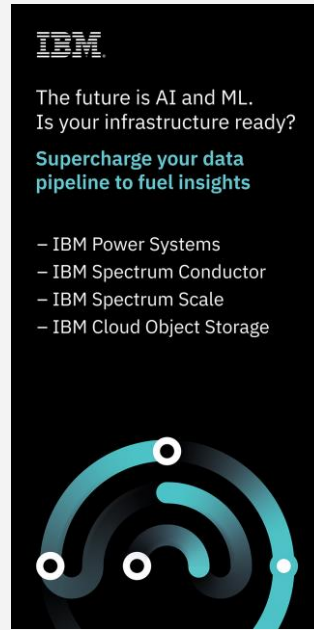 IBM
The future is AI and ML.
Is your infrastructure ready?
Supercharge your data
pipeline to fuel insights
– IBM Power Systems
– IBM Spectrum Conductor
– IBM Spectrum Scale
– IBM Cloud Object Storage